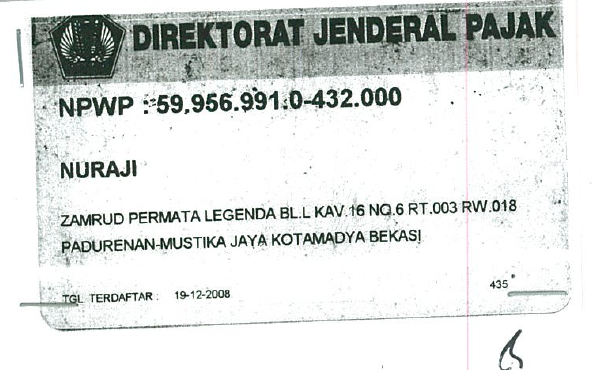 DIREKTORAT JENDERAL PAJAK
NPWP : 59.956.991.0-432.000
NURAJI
ZAMRUD PERMATA LEGENDA BL.L KAV.16 NO.6 RT.003 RW.018
PADURENAN-MUSTIKA JAYA KOTAMADYA BEKASI
TGL TERDAFTAR : 19-12-2008
435